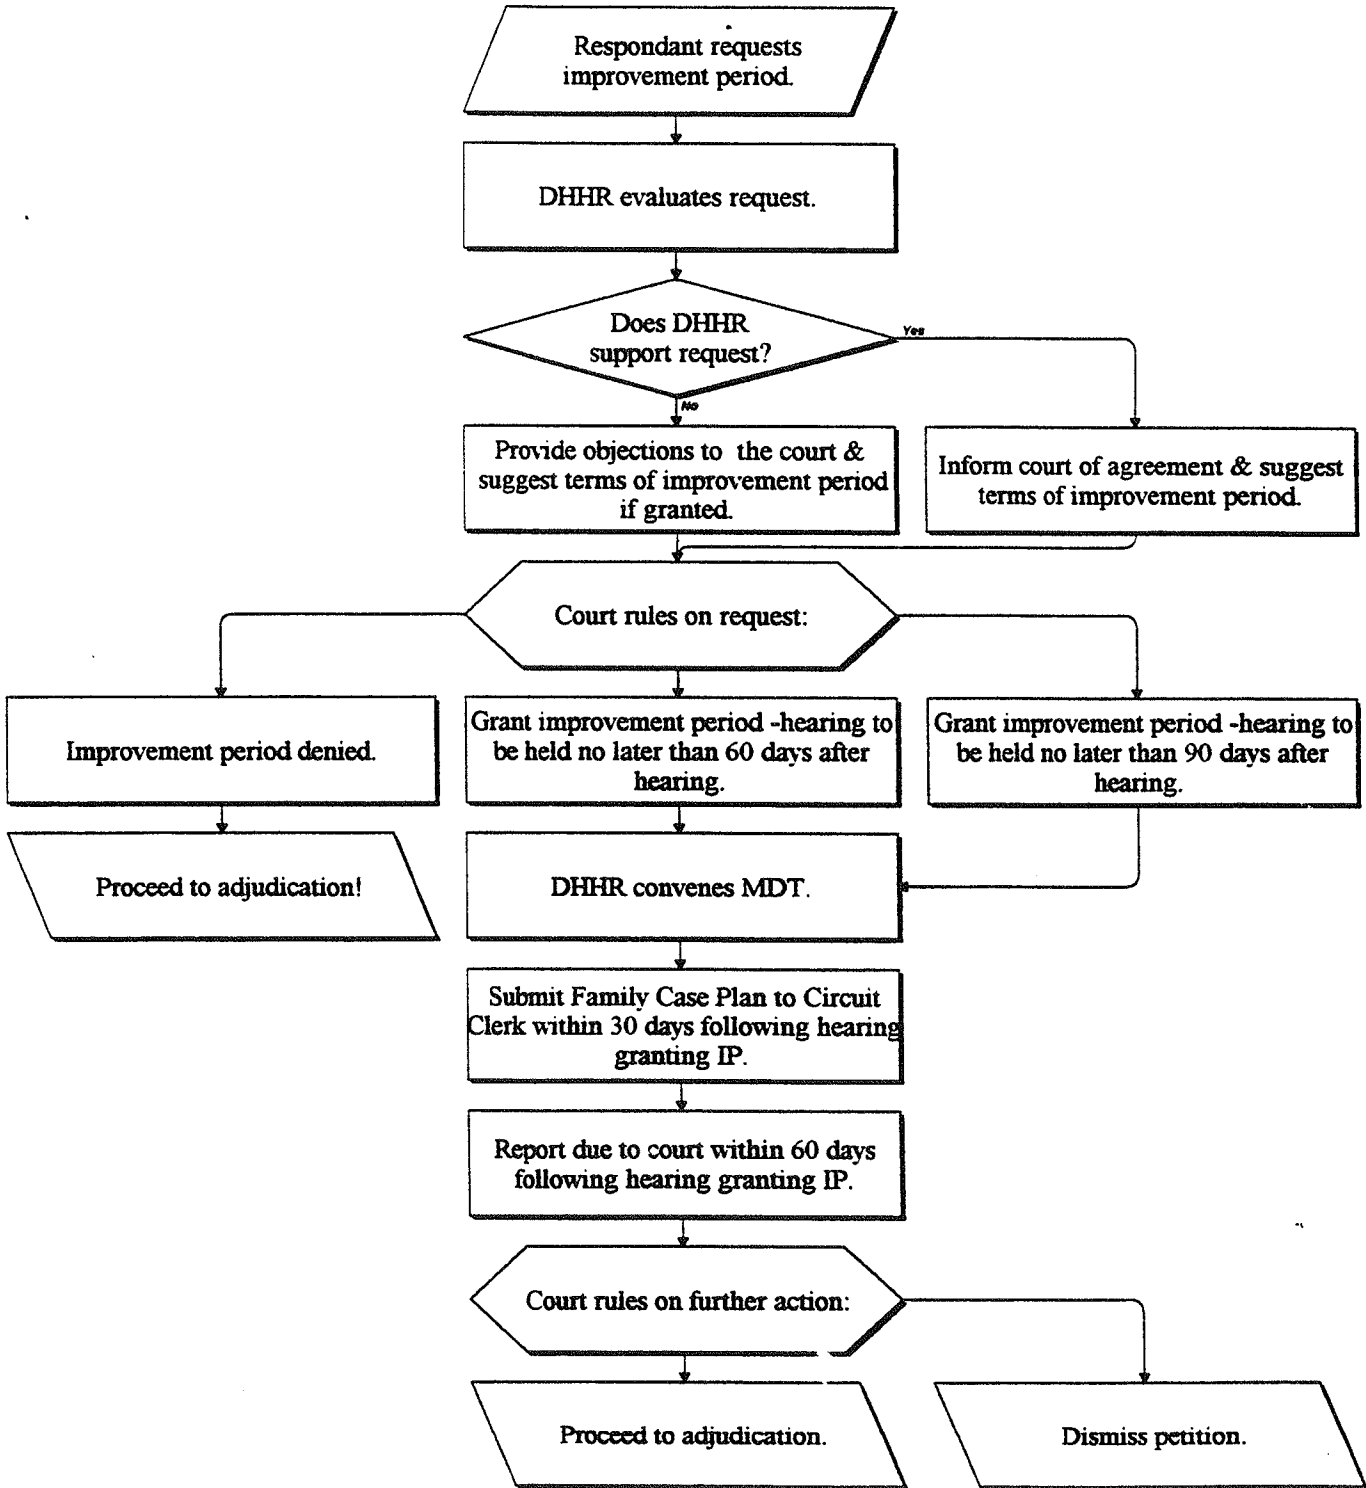 Respondant requests
improvement period.
DHHR evaluates request.
Does DHHR
support request?
Yes
No
Provide objections to the court &
suggest terms of improvement period
if granted.
Inform court of agreement & suggest
terms of improvement period.
Court rules on request:
Improvement period denied.
Grant improvement period -hearing to
be held no later than 60 days after
hearing.
Grant improvement period -hearing to
be held no later than 90 days after
hearing.
Proceed to adjudication!
DHHR convenes MDT.
Submit Family Case Plan to Circuit
Clerk within 30 days following hearing
granting IP.
Report due to court within 60 days
following hearing granting IP.
Court rules on further action:
Proceed to adjudication.
Dismiss petition.